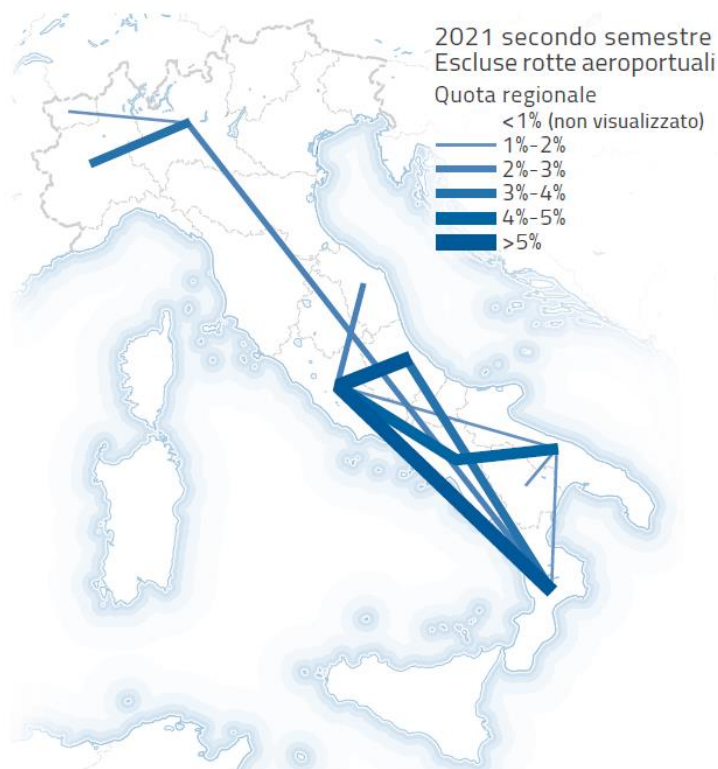 2021 secondo semestre
Escluse rotte aeroportuali
Quota regionale
<1% (non visualizzato)
1%-2%
2%-3%
3%-4%
4%-5%
>5%